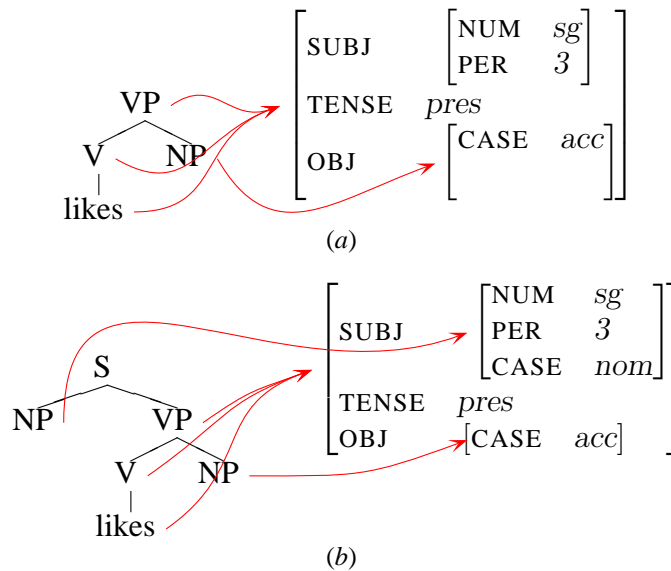 NUM sg
SUBJ
PER 3
VP
TENSE pres
V NP
CASE acc
OBJ
likes
(a)
NUM sg
SUBJ PER 3
CASE nom
S
NP VP
TENSE pres
OBJ [CASE acc]
V NP
likes
(b)